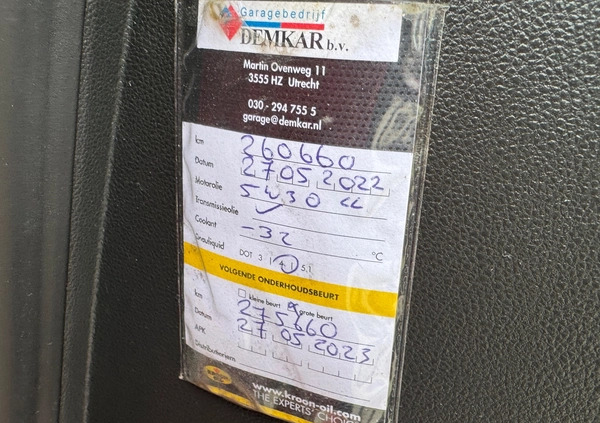 Garagebedrijf
DEMKAR b.v.
Martin Ovenweg 11
3555 HZ Utrecht
030 - 294 755 5
garage@demkar.nl
km 260660
Datum 27 05 2022
Motorolie 5W30 LL
Transmissieolie ✓
Coolant -32 °C
DOT 3 | 4 | 5.1
VOLGENDE ONDERHOUDSBEURT
kleine beurt grote beurt
km 275660
Datum 27 05 2023
APK
Distributieriem
www.kroon-oil.com
THE EXPERTS' CHOICE